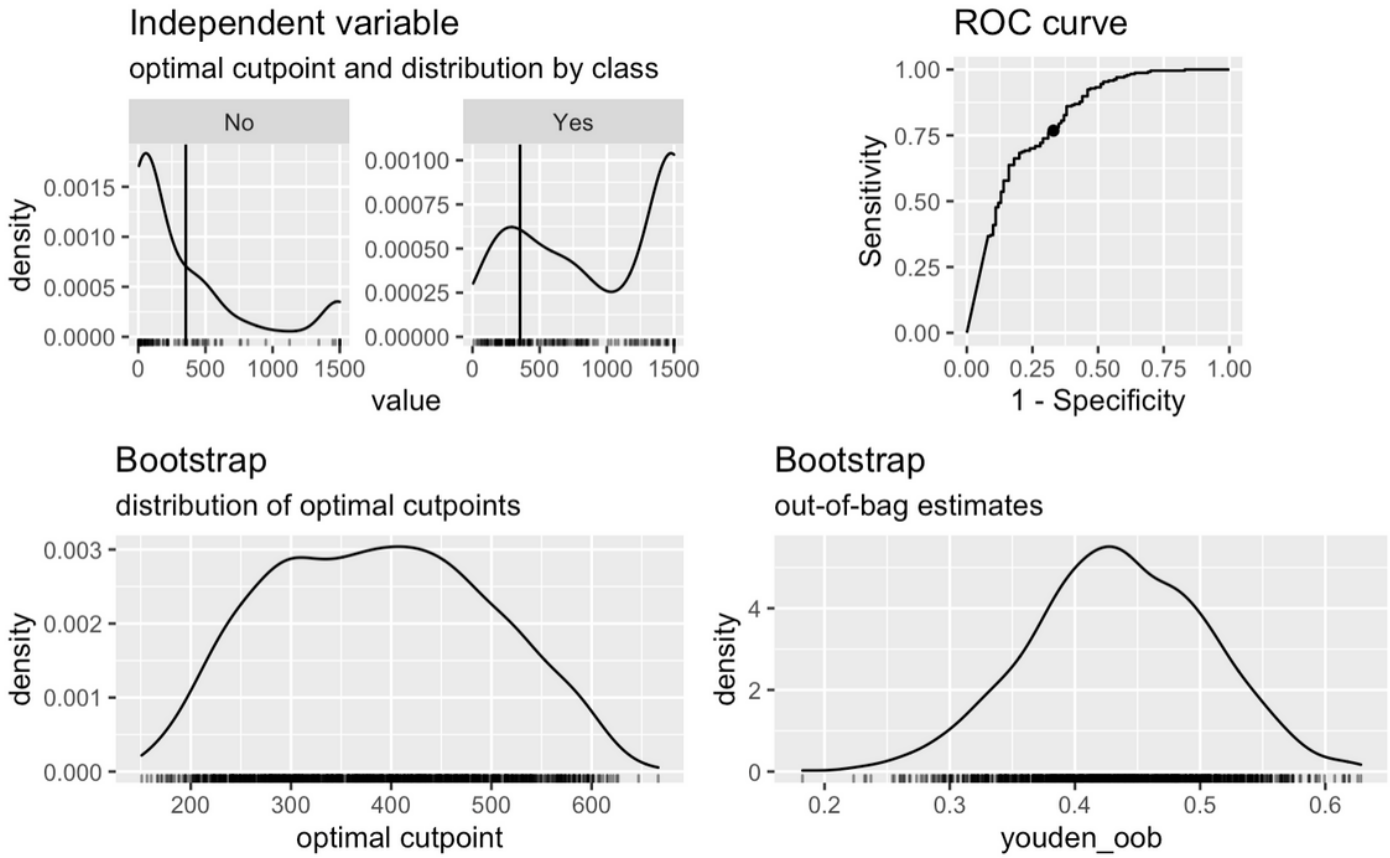 Independent variable
optimal cutpoint and distribution by class
No
Yes
density
0.0015
0.0010
0.0005
0.0000
0 500 1000 1500
0.00100
0.00075
0.00050
0.00025
0.00000
0 500 1000 1500
value
ROC curve
Sensitivity
1.00
0.75
0.50
0.25
0.00
0.00 0.25 0.50 0.75 1.00
1 - Specificity
Bootstrap
distribution of optimal cutpoints
density
0.003
0.002
0.001
0.000
200 300 400 500 600
optimal cutpoint
Bootstrap
out-of-bag estimates
density
4
2
0
0.2 0.3 0.4 0.5 0.6
youden_oob